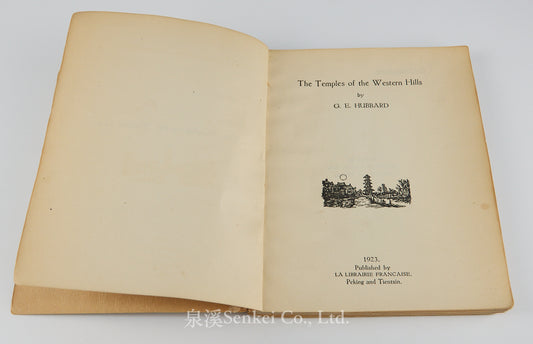 The Temples of the Western Hills
by
G. E. HUBBARD
1923.
Published by
LA LIBRAIRIE FRANCAISE.
Peking and Tientsin.
泉溪Senkei Co., Ltd.